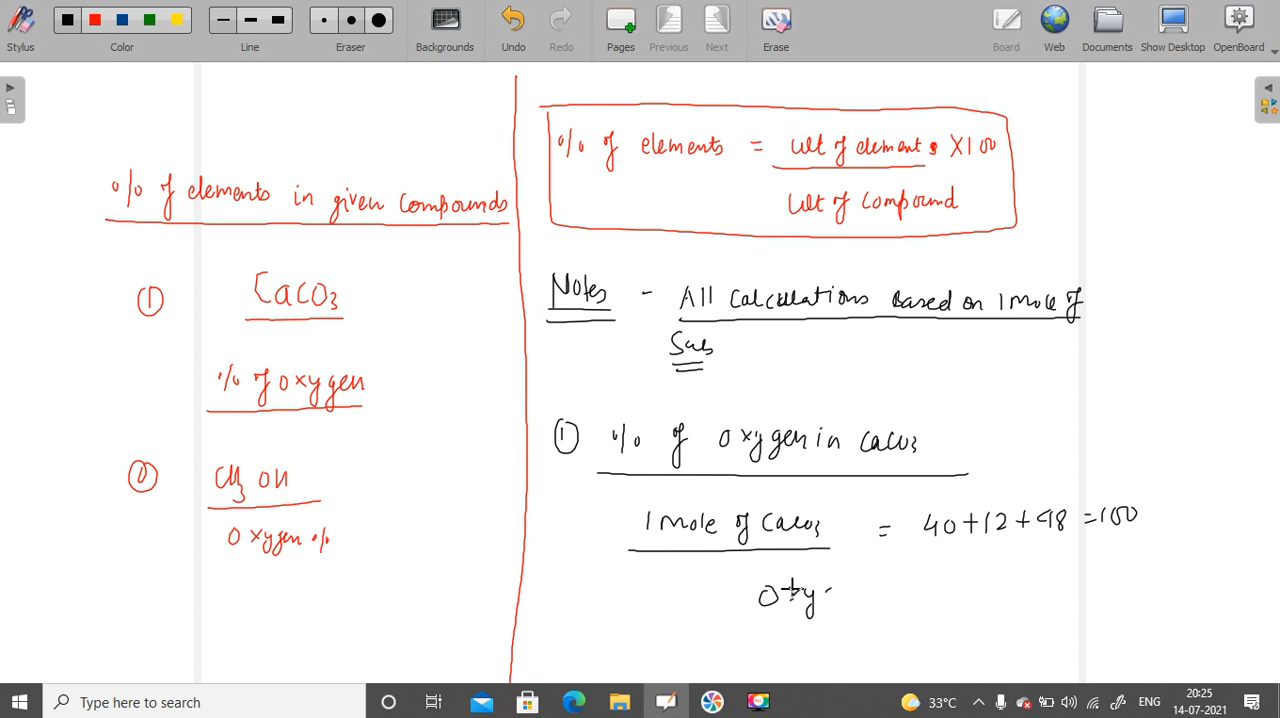 Stylus
Color
Line
Eraser
Backgrounds
Undo
Redo
Pages
Previous
Next
Erase
Board
Web
Documents
Show Desktop
OpenBoard
% of elements in given compounds
① CaCO3
% of oxygen
② CH3 OH
Oxygen %
% of elements = wt of element X100
wt of compound
Notes - All Calculations based on 1 mole of
Sub
① % of oxygen in CaCO3
1 mole of CaCO3 = 40+12+48 =100
Oxy
Type here to search
33°C
ENG
20:25
14-07-2021